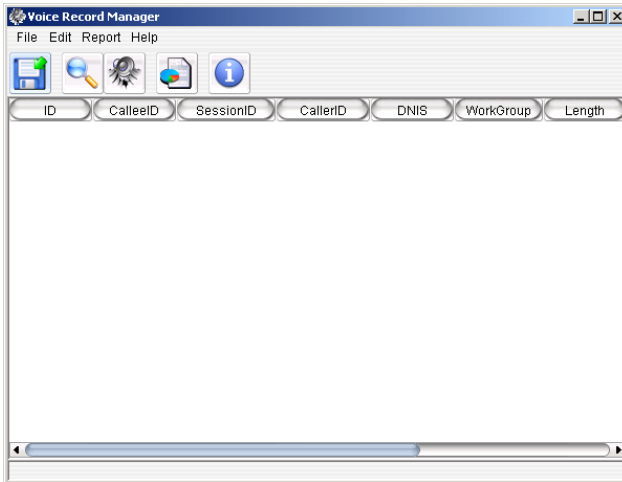 Voice Record Manager
File Edit Report Help
ID CalleeID SessionID CallerID DNIS WorkGroup Length